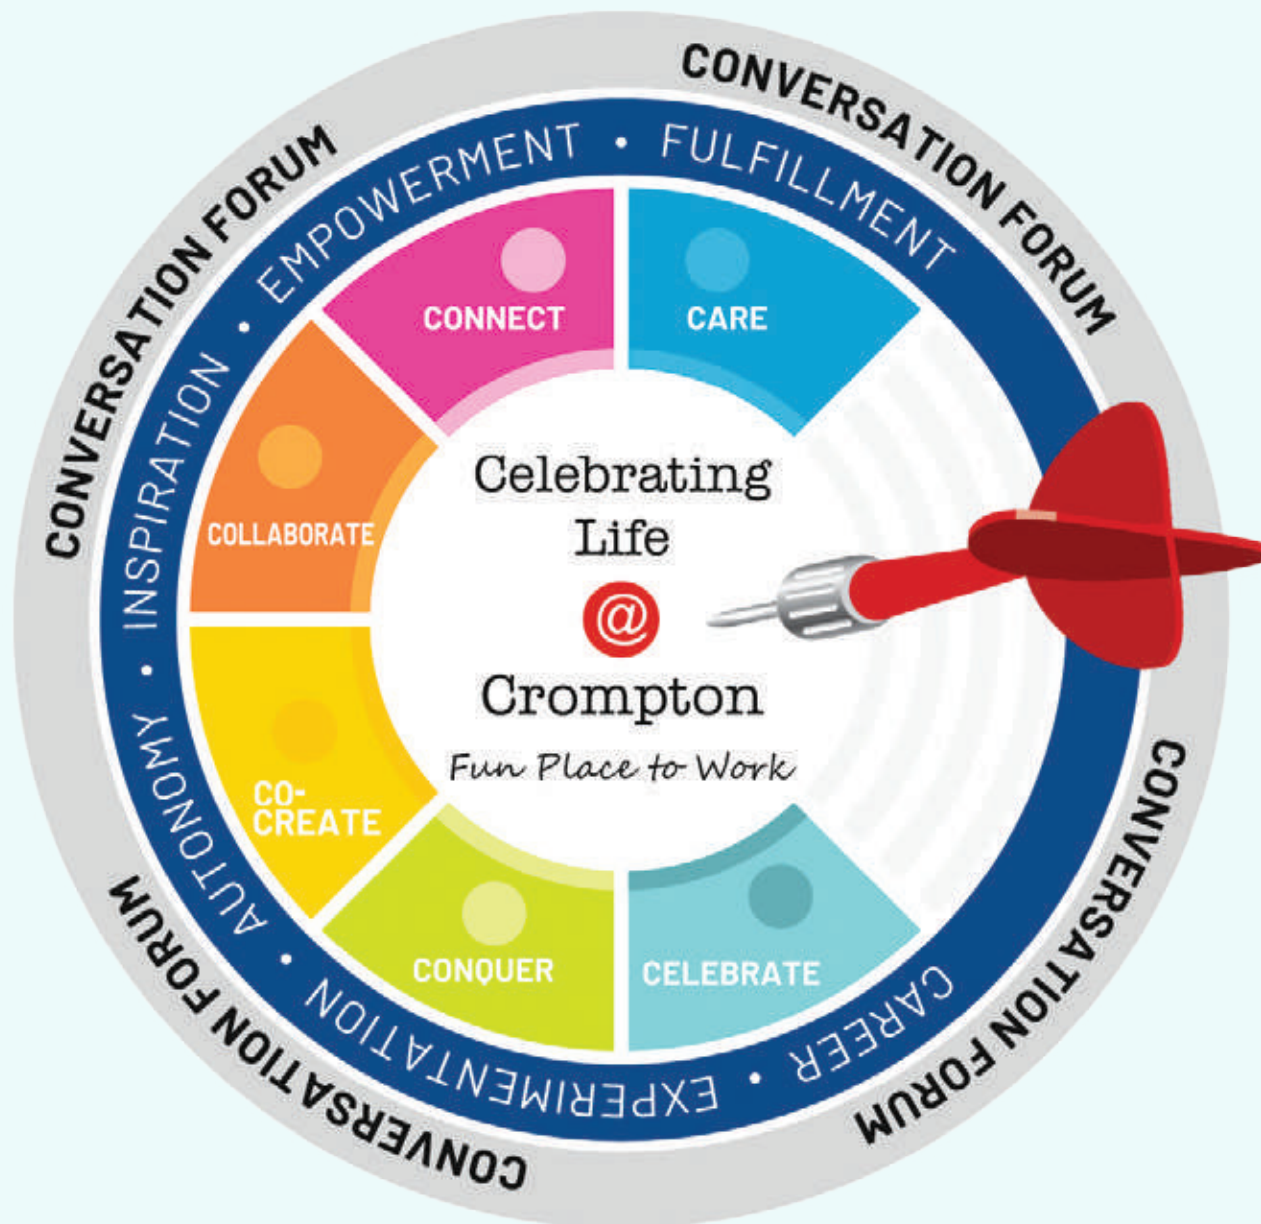 CONVERSATION FORUM
CONVERSATION FORUM
CONVERSATION FORUM
CONVERSATION FORUM
INSPIRATION • EMPOWERMENT • FULFILLMENT
CAREER • EXPERIMENTATION • AUTONOMY •
CONNECT
CARE
COLLABORATE
CO-
CREATE
CONQUER
CELEBRATE
Celebrating
Life
@
Crompton
Fun Place to Work